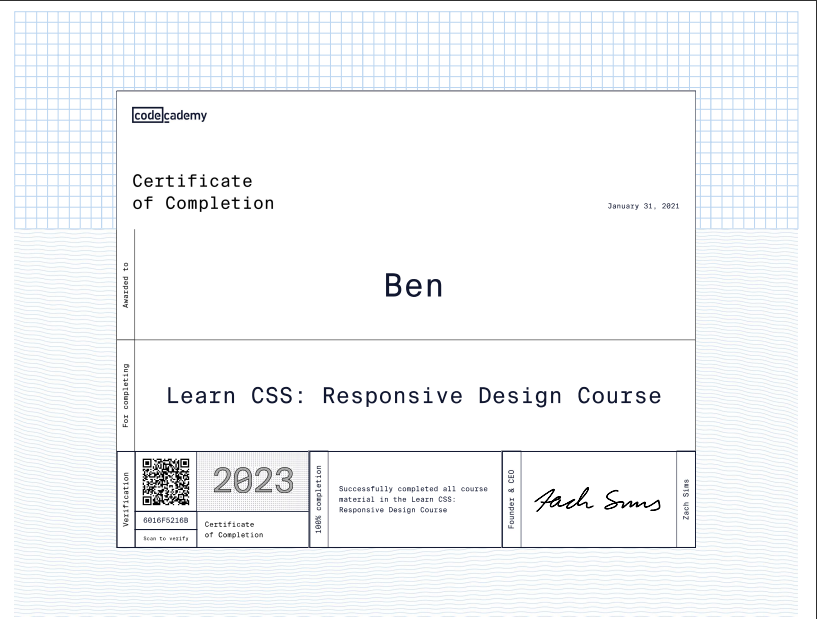 codecademy
Certificate
of Completion
January 31, 2021
Awarded to
Ben
For completing
Learn CSS: Responsive Design Course
Verification
6016F5216B
Scan to verify
2023
Certificate
of Completion
100% completion
Successfully completed all course
material in the Learn CSS:
Responsive Design Course
Founder & CEO
Zach Sims
Zach Sims